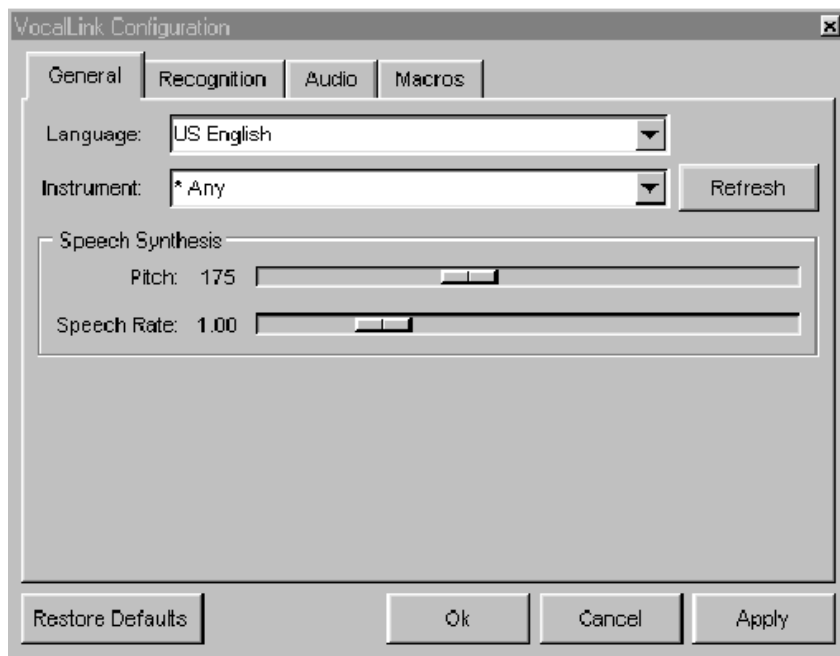 VocalLink Configuration
General Recognition Audio Macros
Language: US English
Instrument: * Any Refresh
Speech Synthesis
Pitch: 175
Speech Rate: 1.00
Restore Defaults Ok Cancel Apply